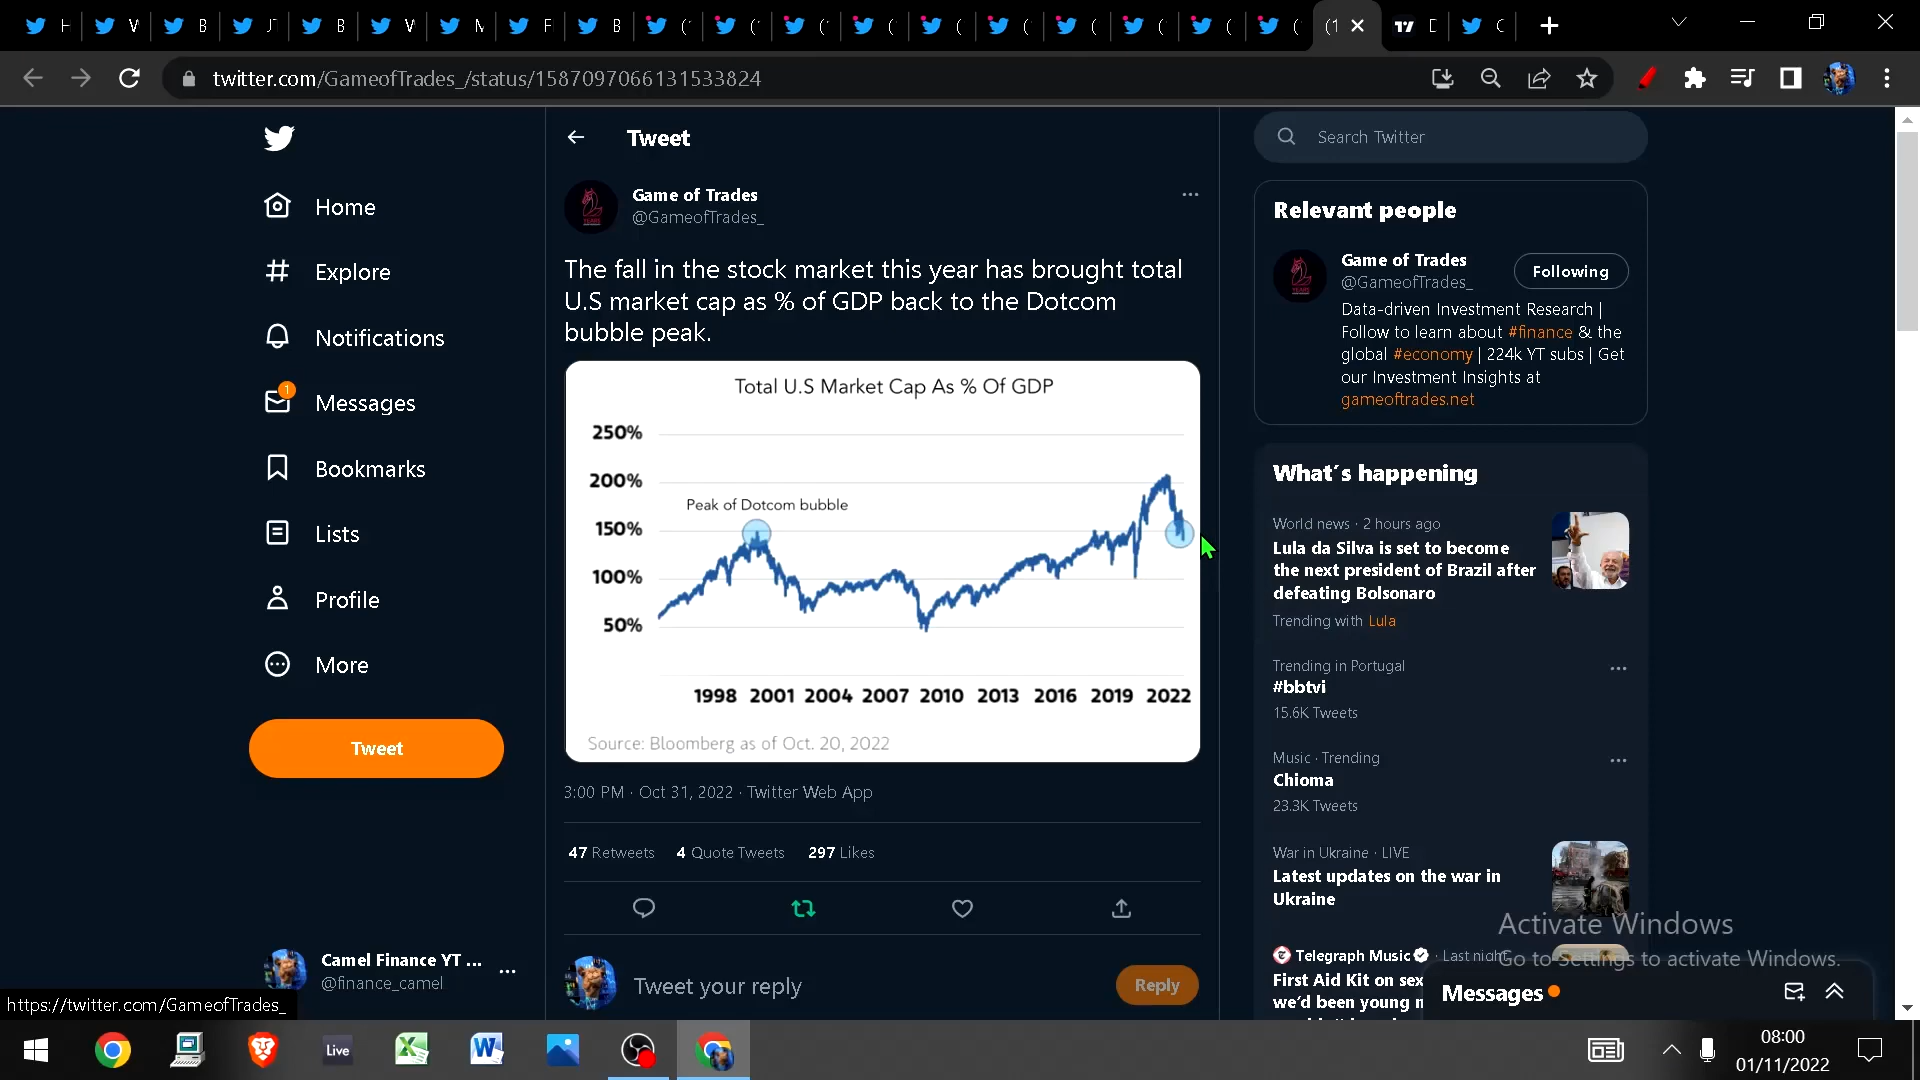 H
V
B
JT
B
V
M
F
B
(
(
(
(
(
(
(
(
(
(
(1
D
C
twitter.com/GameofTrades_/status/1587097066131533824
Home
Explore
Notifications
1
Messages
Bookmarks
Lists
Profile
More
Tweet
Camel Finance YT ...
@finance_camel
https://twitter.com/GameofTrades_
Tweet
Game of Trades
@GameofTrades_
The fall in the stock market this year has brought total
U.S market cap as % of GDP back to the Dotcom
bubble peak.
Total U.S Market Cap As % Of GDP
250%
200%
Peak of Dotcom bubble
150%
100%
50%
1998 2001 2004 2007 2010 2013 2016 2019 2022
Source: Bloomberg as of Oct. 20, 2022
3:00 PM · Oct 31, 2022 · Twitter Web App
47 Retweets 4 Quote Tweets 297 Likes
Tweet your reply
Reply
Search Twitter
Relevant people
Game of Trades
@GameofTrades_
Following
Data-driven Investment Research |
Follow to learn about #finance & the
global #economy | 224k YT subs | Get
our Investment Insights at
gameoftrades.net
What's happening
World news · 2 hours ago
Lula da Silva is set to become
the next president of Brazil after
defeating Bolsonaro
Trending with Lula
Trending in Portugal
#bbtvi
15.6K Tweets
Music · Trending
Chioma
23.3K Tweets
War in Ukraine · LIVE
Latest updates on the war in
Ukraine
Telegraph Music · Last night
First Aid Kit on sex
we'd been young
Activate Windows
Go to Settings to activate Windows.
Messages
Live
08:00
01/11/2022